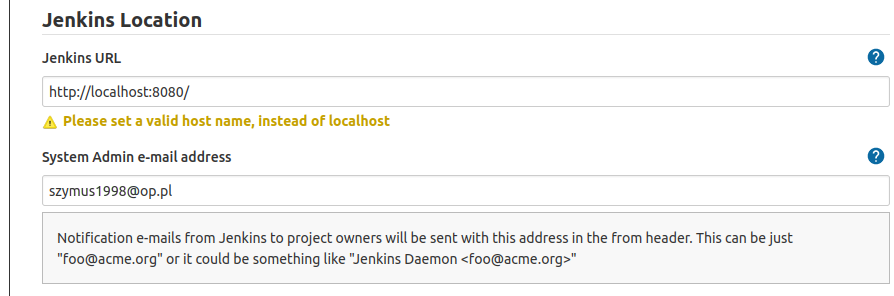 Jenkins Location
Jenkins URL
http://localhost:8080/
Please set a valid host name, instead of localhost
System Admin e-mail address
szymus1998@op.pl
Notification e-mails from Jenkins to project owners will be sent with this address in the from header. This can be just
"foo@acme.org" or it could be something like "Jenkins Daemon <foo@acme.org>"